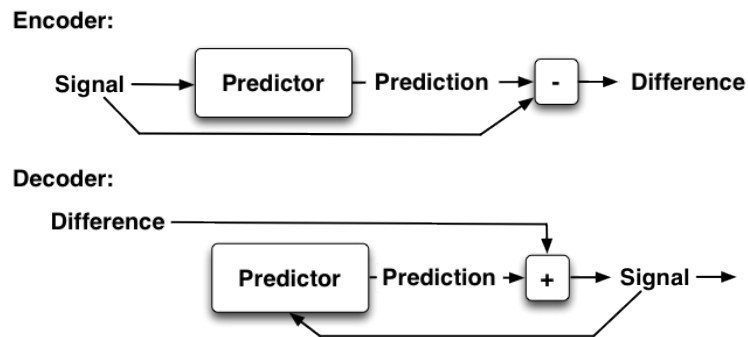 Encoder:
Signal
Predictor
Prediction
-
Difference
Decoder:
Difference
Predictor
Prediction
+
Signal